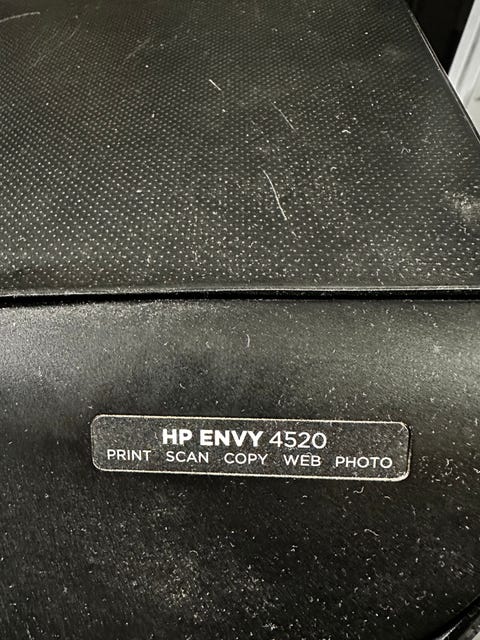 HP ENVY 4520
PRINT SCAN COPY WEB PHOTO